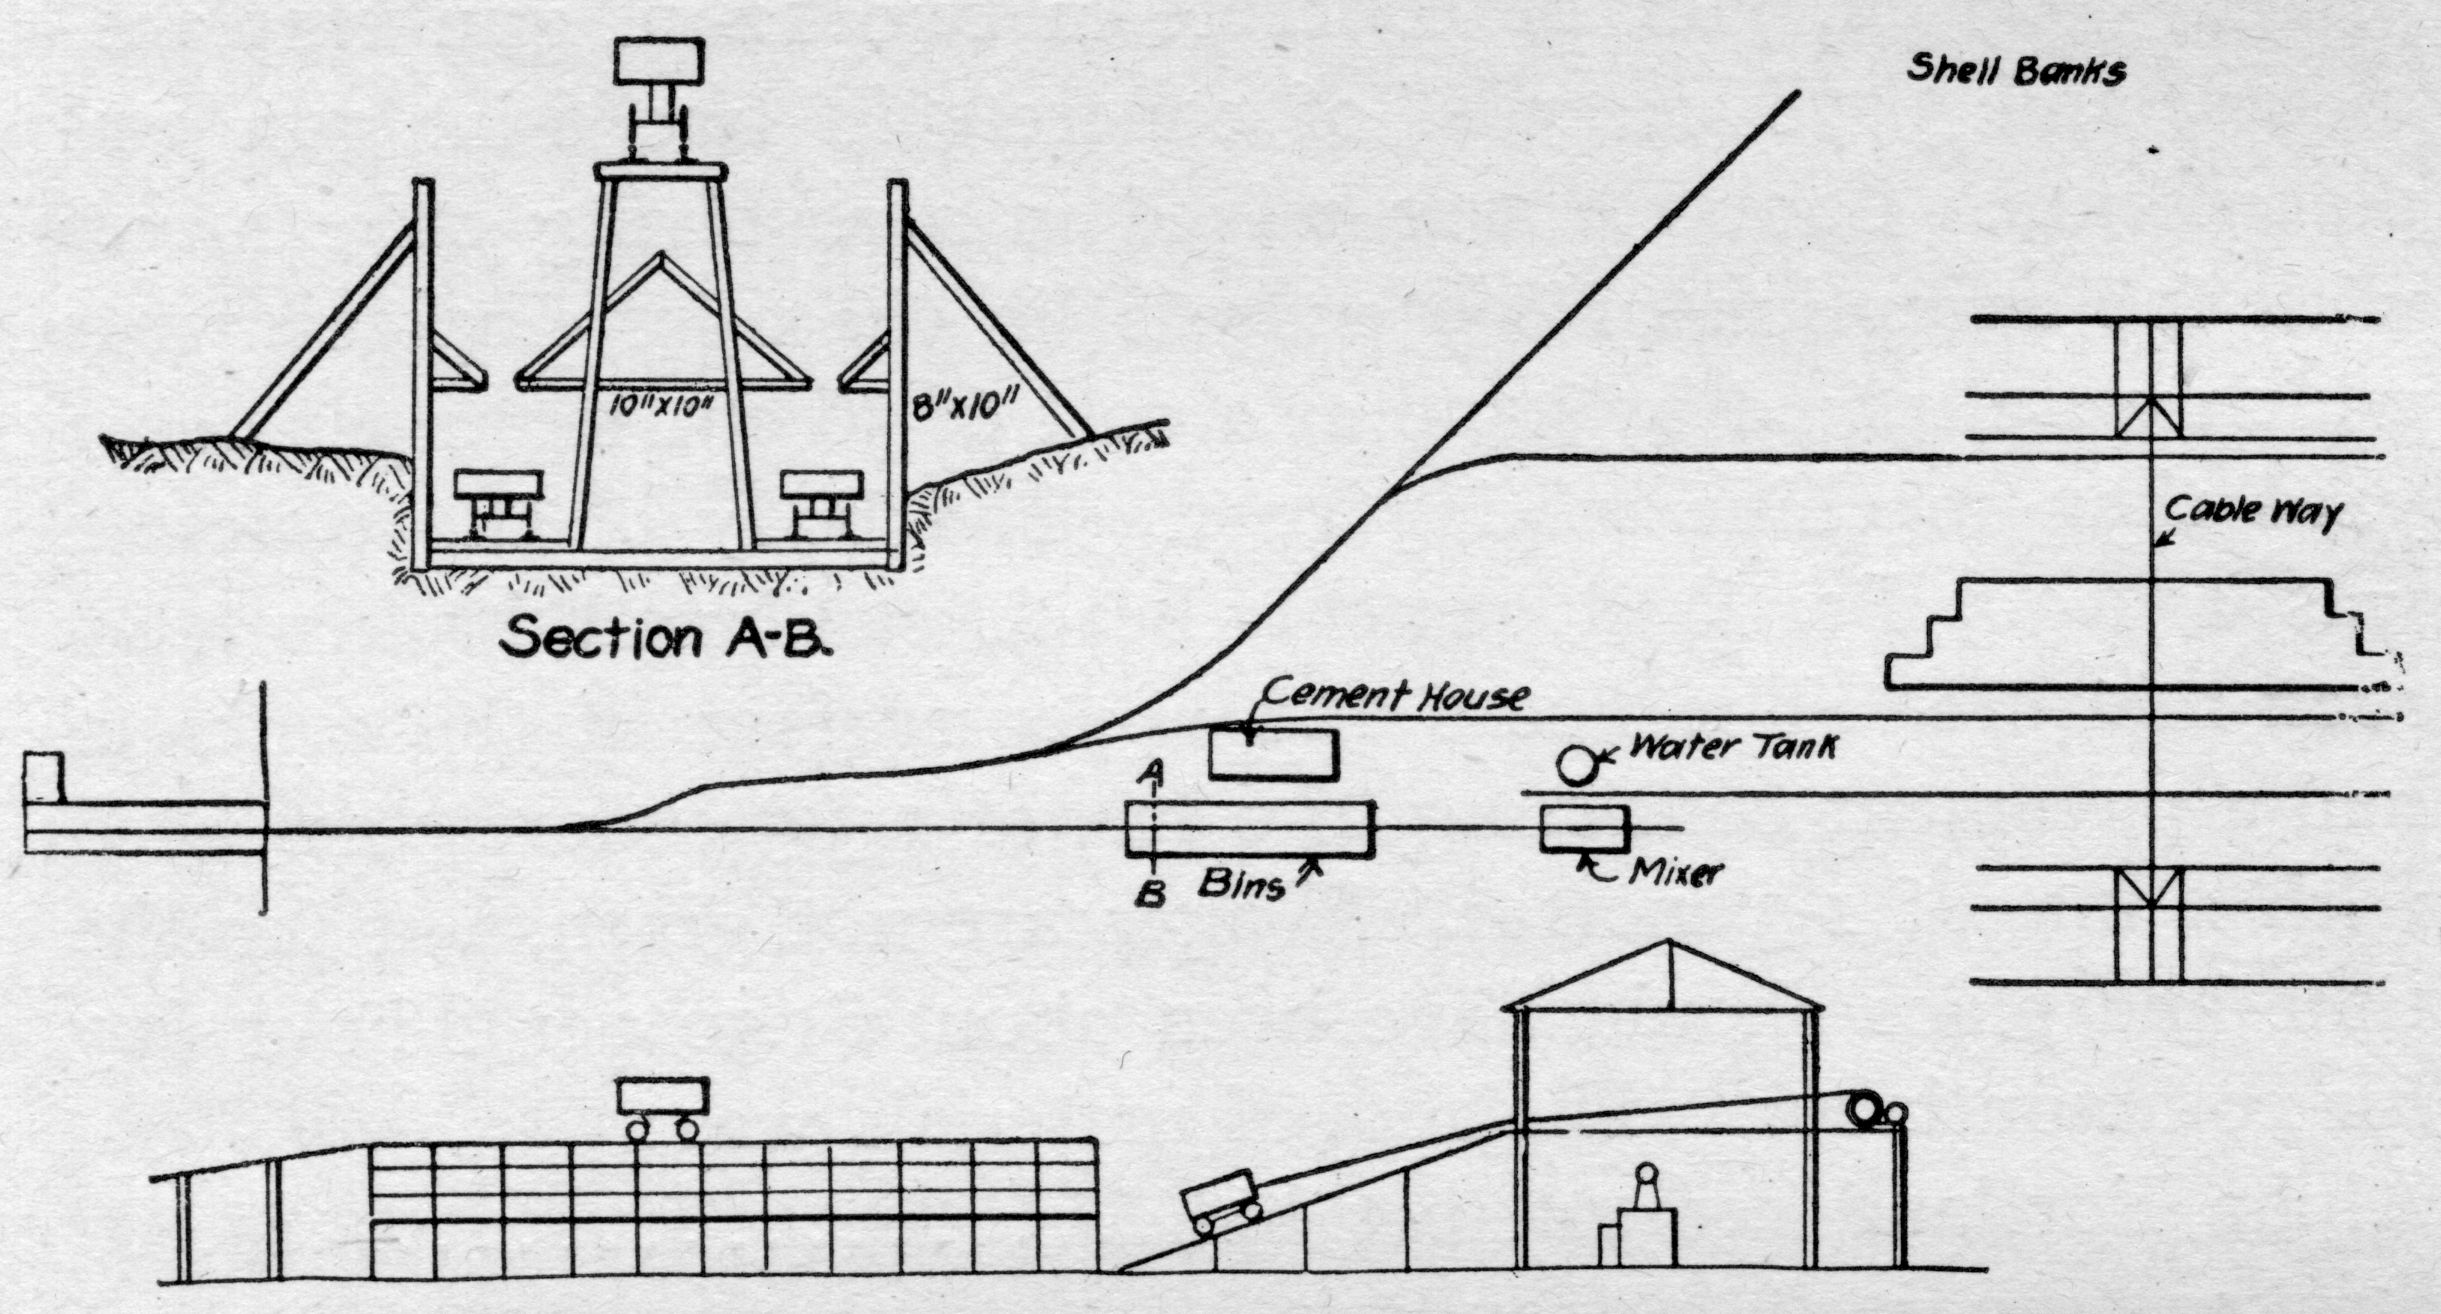 Shell Banks
10"x10"
8"x10"
Cable Way
Section A-B.
Cement House
Water Tank
A
B
Bins
Mixer